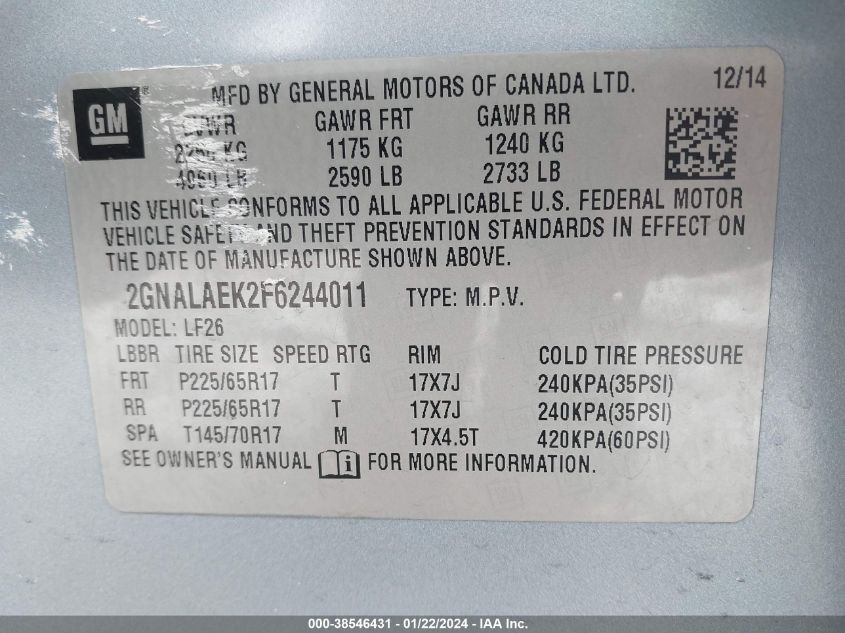 GM
MFD BY GENERAL MOTORS OF CANADA LTD. 12/14
GAWR FRT GAWR RR
KG 1175 KG 1240 KG
2590 LB 2733 LB
THIS VEHICLE CONFORMS TO ALL APPLICABLE U.S. FEDERAL MOTOR
VEHICLE SAFETY AND THEFT PREVENTION STANDARDS IN EFFECT ON
THE DATE OF MANUFACTURE SHOWN ABOVE.
2GNALAEK2F6244011 TYPE: M.P.V.
MODEL: LF26
LBBR TIRE SIZE SPEED RTG RIM COLD TIRE PRESSURE
FRT P225/65R17 T 17X7J 240KPA(35PSI)
RR P225/65R17 T 17X7J 240KPA(35PSI)
SPA T145/70R17 M 17X4.5T 420KPA(60PSI)
SEE OWNER'S MANUAL FOR MORE INFORMATION.
000-38546431 - 01/22/2024 - IAA Inc.